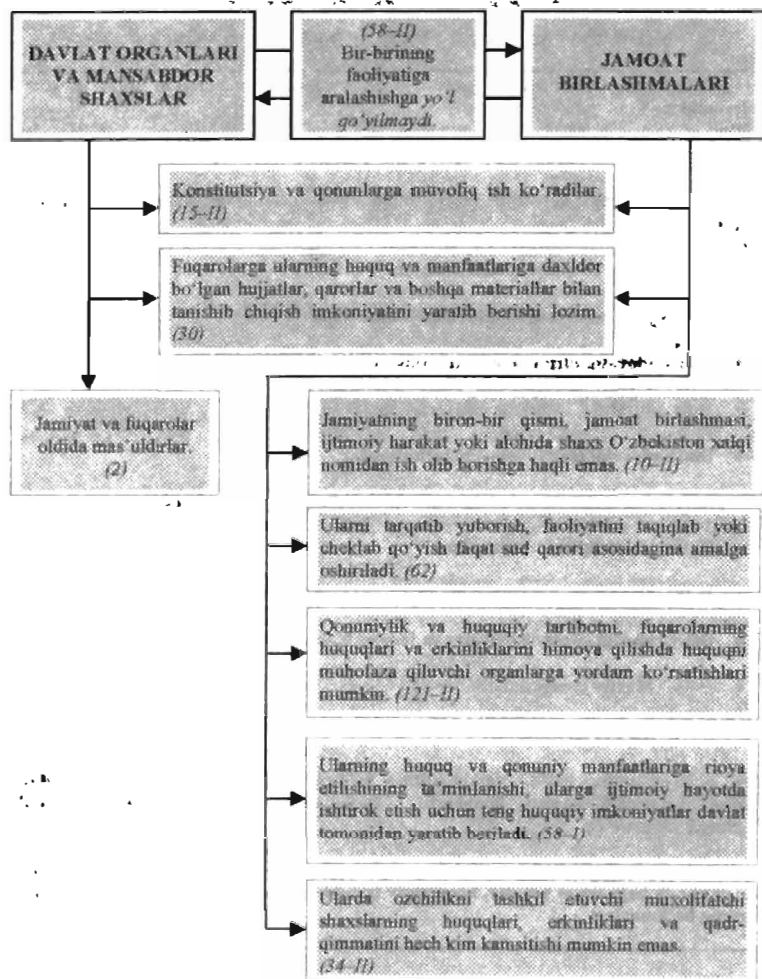 DAVLAT ORGANLARI
VA MANSABDOR
SHAXSLAR
(58–II)
Bir-birining
faoliyatiga
aralashishga yo‘l
qo‘yilmaydi.
JAMOAT
BIRLASHMALARI
Konstitutsiya va qonunlarga muvofiq ish ko‘radilar.
(15–II)
Fuqarolarga ularning huquq va manfaatlariga daxldor
bo‘lgan hujjatlar, qarorlar va boshqa materiallar bilan
tanishib chiqish imkoniyatini yaratib berishi lozim.
(30)
Jamiyat va fuqarolar
oldida mas’uldirlar.
(2)
Jamiyatning biron-bir qismi, jamoat birlashmasi,
ijtimoiy harakat yoki alohida shaxs O‘zbekiston xalqi
nomidan ish olib borishga haqli emas. (10–II)
Ularni tarqatib yuborish, faoliyatini taqiqlab yoki
cheklab qo‘yish faqat sud qarori asosidagina amalga
oshiriladi. (62)
Qonuniylik va huquqiy tartibotni, fuqarolarning
huquqlari va erkinliklarini himoya qilishda huquqni
muhofaza qiluvchi organlarga yordam ko‘rsatishlari
mumkin. (121–II)
Ularning huquq va qonuniy manfaatlariga rioya
etilishining ta’minlanishi, ularga ijtimoiy hayotda
ishtirok etish uchun teng huquqiy imkoniyatlar davlat
tomonidan yaratib beriladi. (58–I)
Ularda ozchilikni tashkil etuvchi muxolifatchi
shaxslarning huquqlari, erkinliklari va qadr-
qimmatini hech kim kamsitishi mumkin emas.
(34–II)